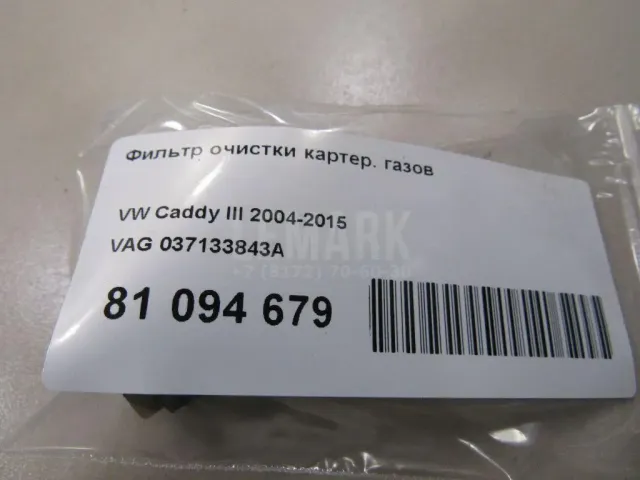 Фильтр очистки картер. газов
VW Caddy III 2004-2015
VAG 037133843A
81 094 679